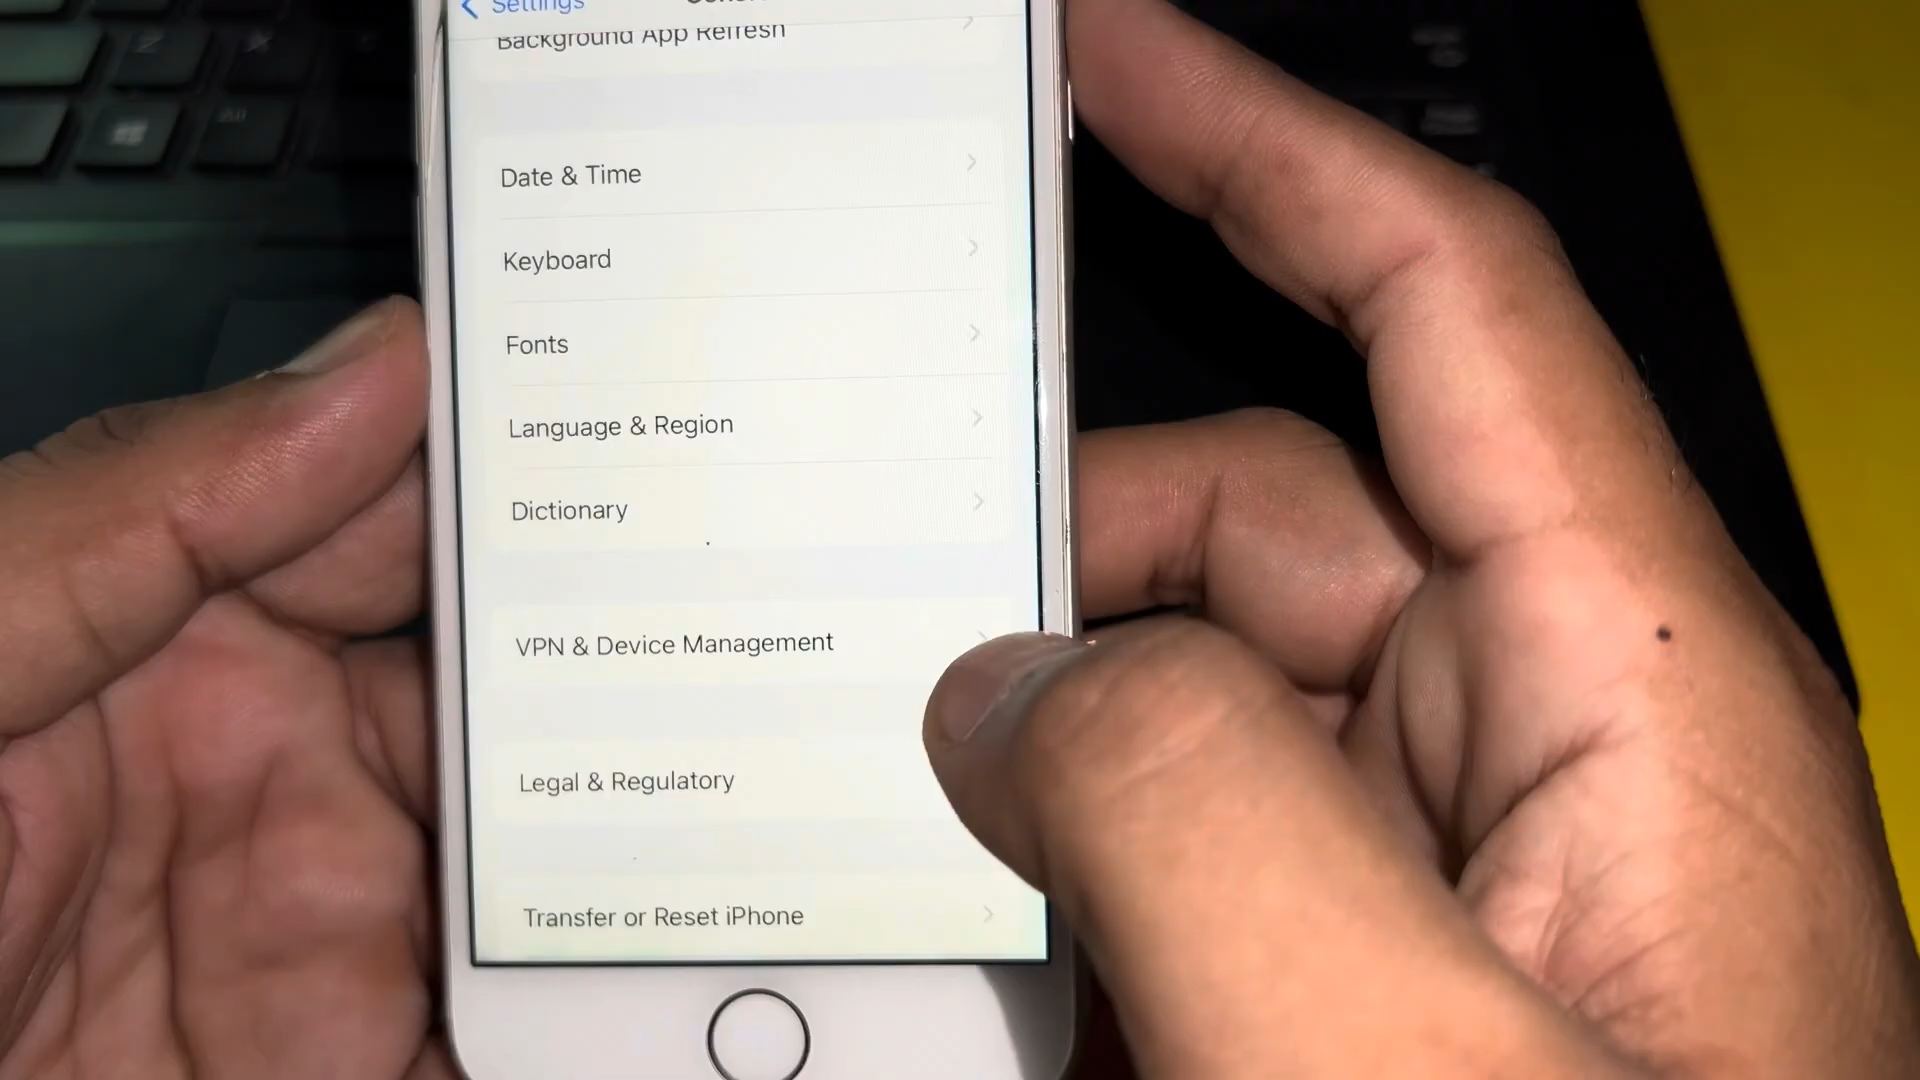 Settings
Background App Refresh
Date & Time
Keyboard
Fonts
Language & Region
Dictionary
VPN & Device Management
Legal & Regulatory
Transfer or Reset iPhone
Z
X
Alt